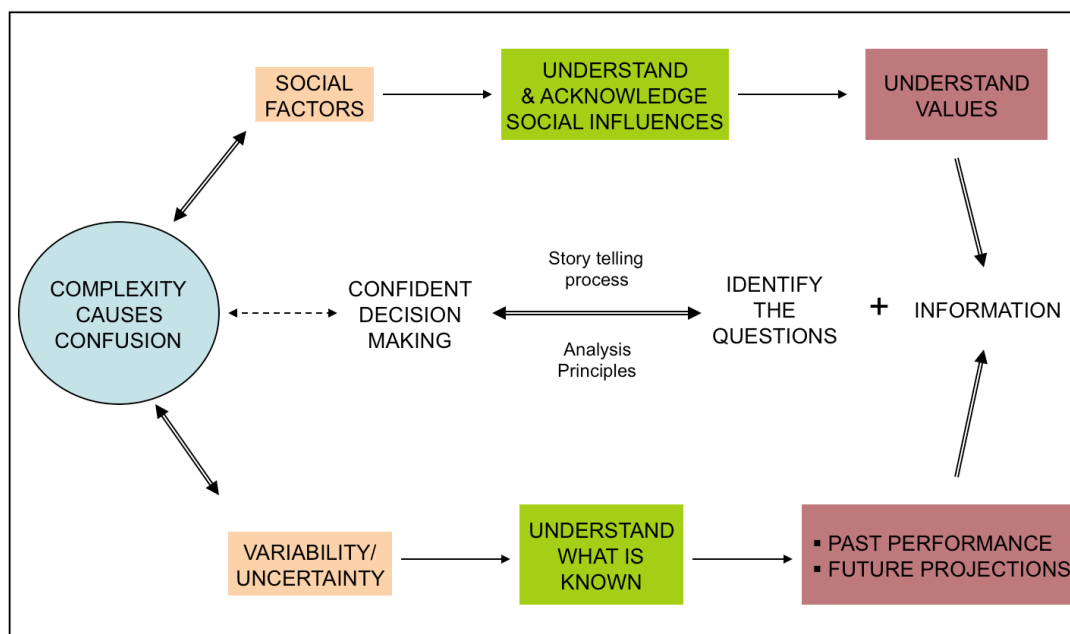 SOCIAL
FACTORS
UNDERSTAND
& ACKNOWLEDGE
SOCIAL INFLUENCES
UNDERSTAND
VALUES
COMPLEXITY
CAUSES
CONFUSION
CONFIDENT
DECISION
MAKING
Story telling
process
Analysis
Principles
IDENTIFY
THE
QUESTIONS
+
INFORMATION
VARIABILITY/
UNCERTAINTY
UNDERSTAND
WHAT IS
KNOWN
▪ PAST PERFORMANCE
▪ FUTURE PROJECTIONS